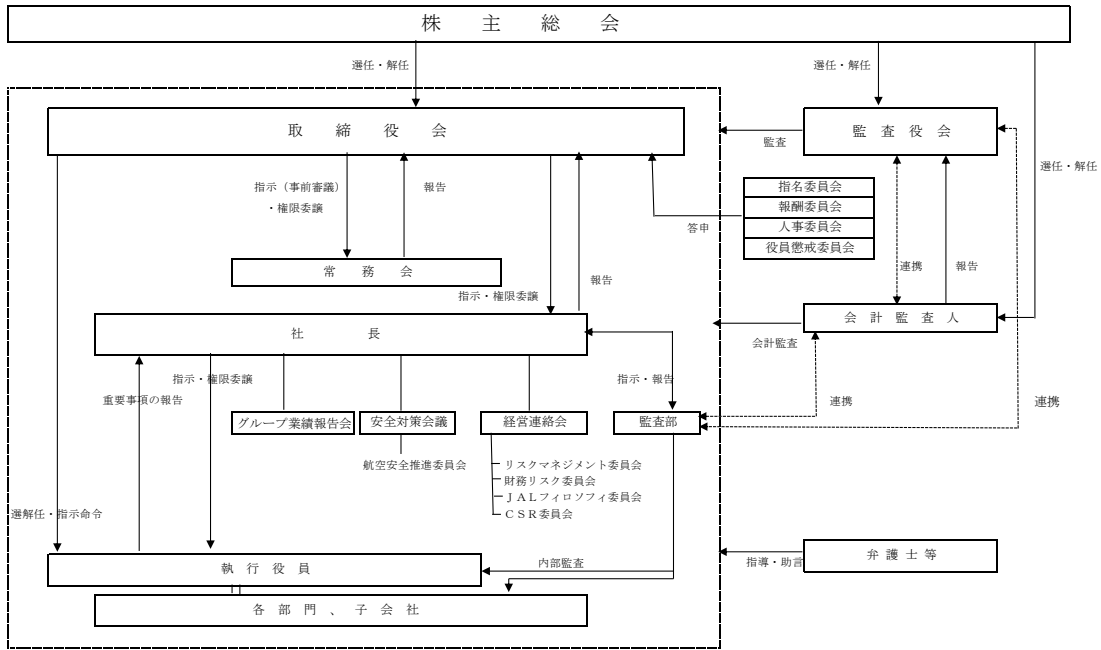 株 主 総 会
選任・解任
選任・解任
取 締 役 会
監 査 役 会
監査
選任・解任
指示（事前審議）
・権限委譲
報告
指名委員会
報酬委員会
人事委員会
役員懲戒委員会
答申
常 務 会
連携
報告
報告
指示・権限委譲
社 長
会 計 監 査 人
会計監査
指示・権限委譲
重要事項の報告
指示・報告
連携
連携
グループ業績報告会
安全対策会議
経営連絡会
監査部
航空安全推進委員会
リスクマネジメント委員会
財務リスク委員会
ＪＡＬフィロソフィ委員会
ＣＳＲ委員会
選解任・指示命令
弁 護 士 等
指導・助言
内部監査
執 行 役 員
各 部 門 、 子 会 社